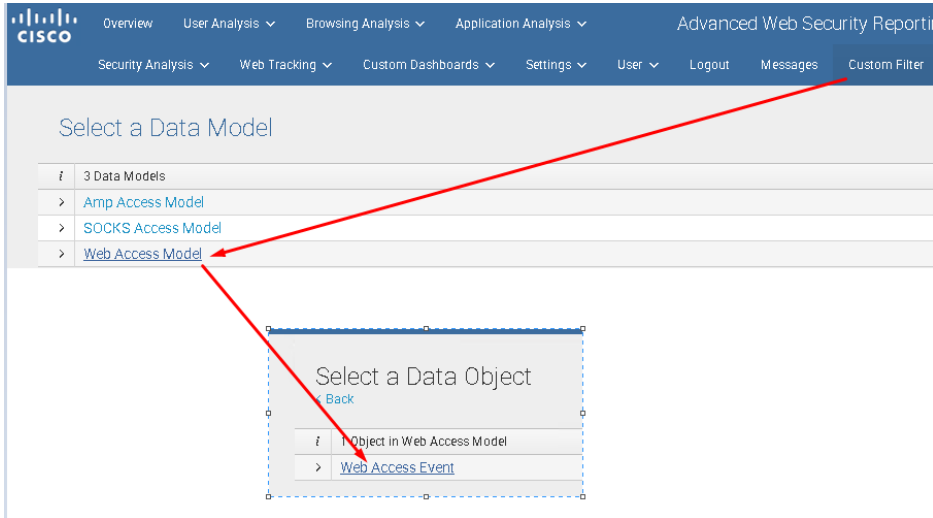 Overview User Analysis Browsing Analysis Application Analysis Advanced Web Security Reporti
CISCO
Security Analysis Web Tracking Custom Dashboards Settings User Logout Messages Custom Filter
Select a Data Model
i 3 Data Models
> Amp Access Model
> SOCKS Access Model
> Web Access Model
Select a Data Object
< Back
i 1 Object in Web Access Model
> Web Access Event